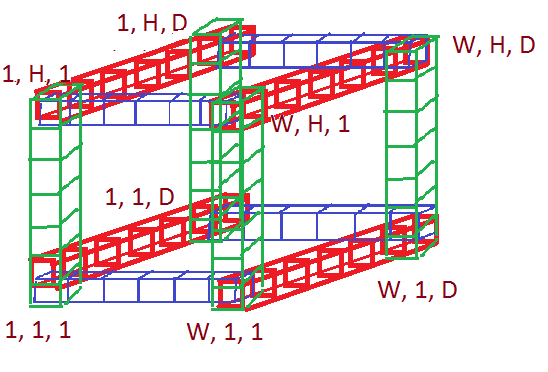 1, H, D
W, H, D
1, H, 1
W, H, 1
1, 1, D
W, 1, D
1, 1, 1
W, 1, 1